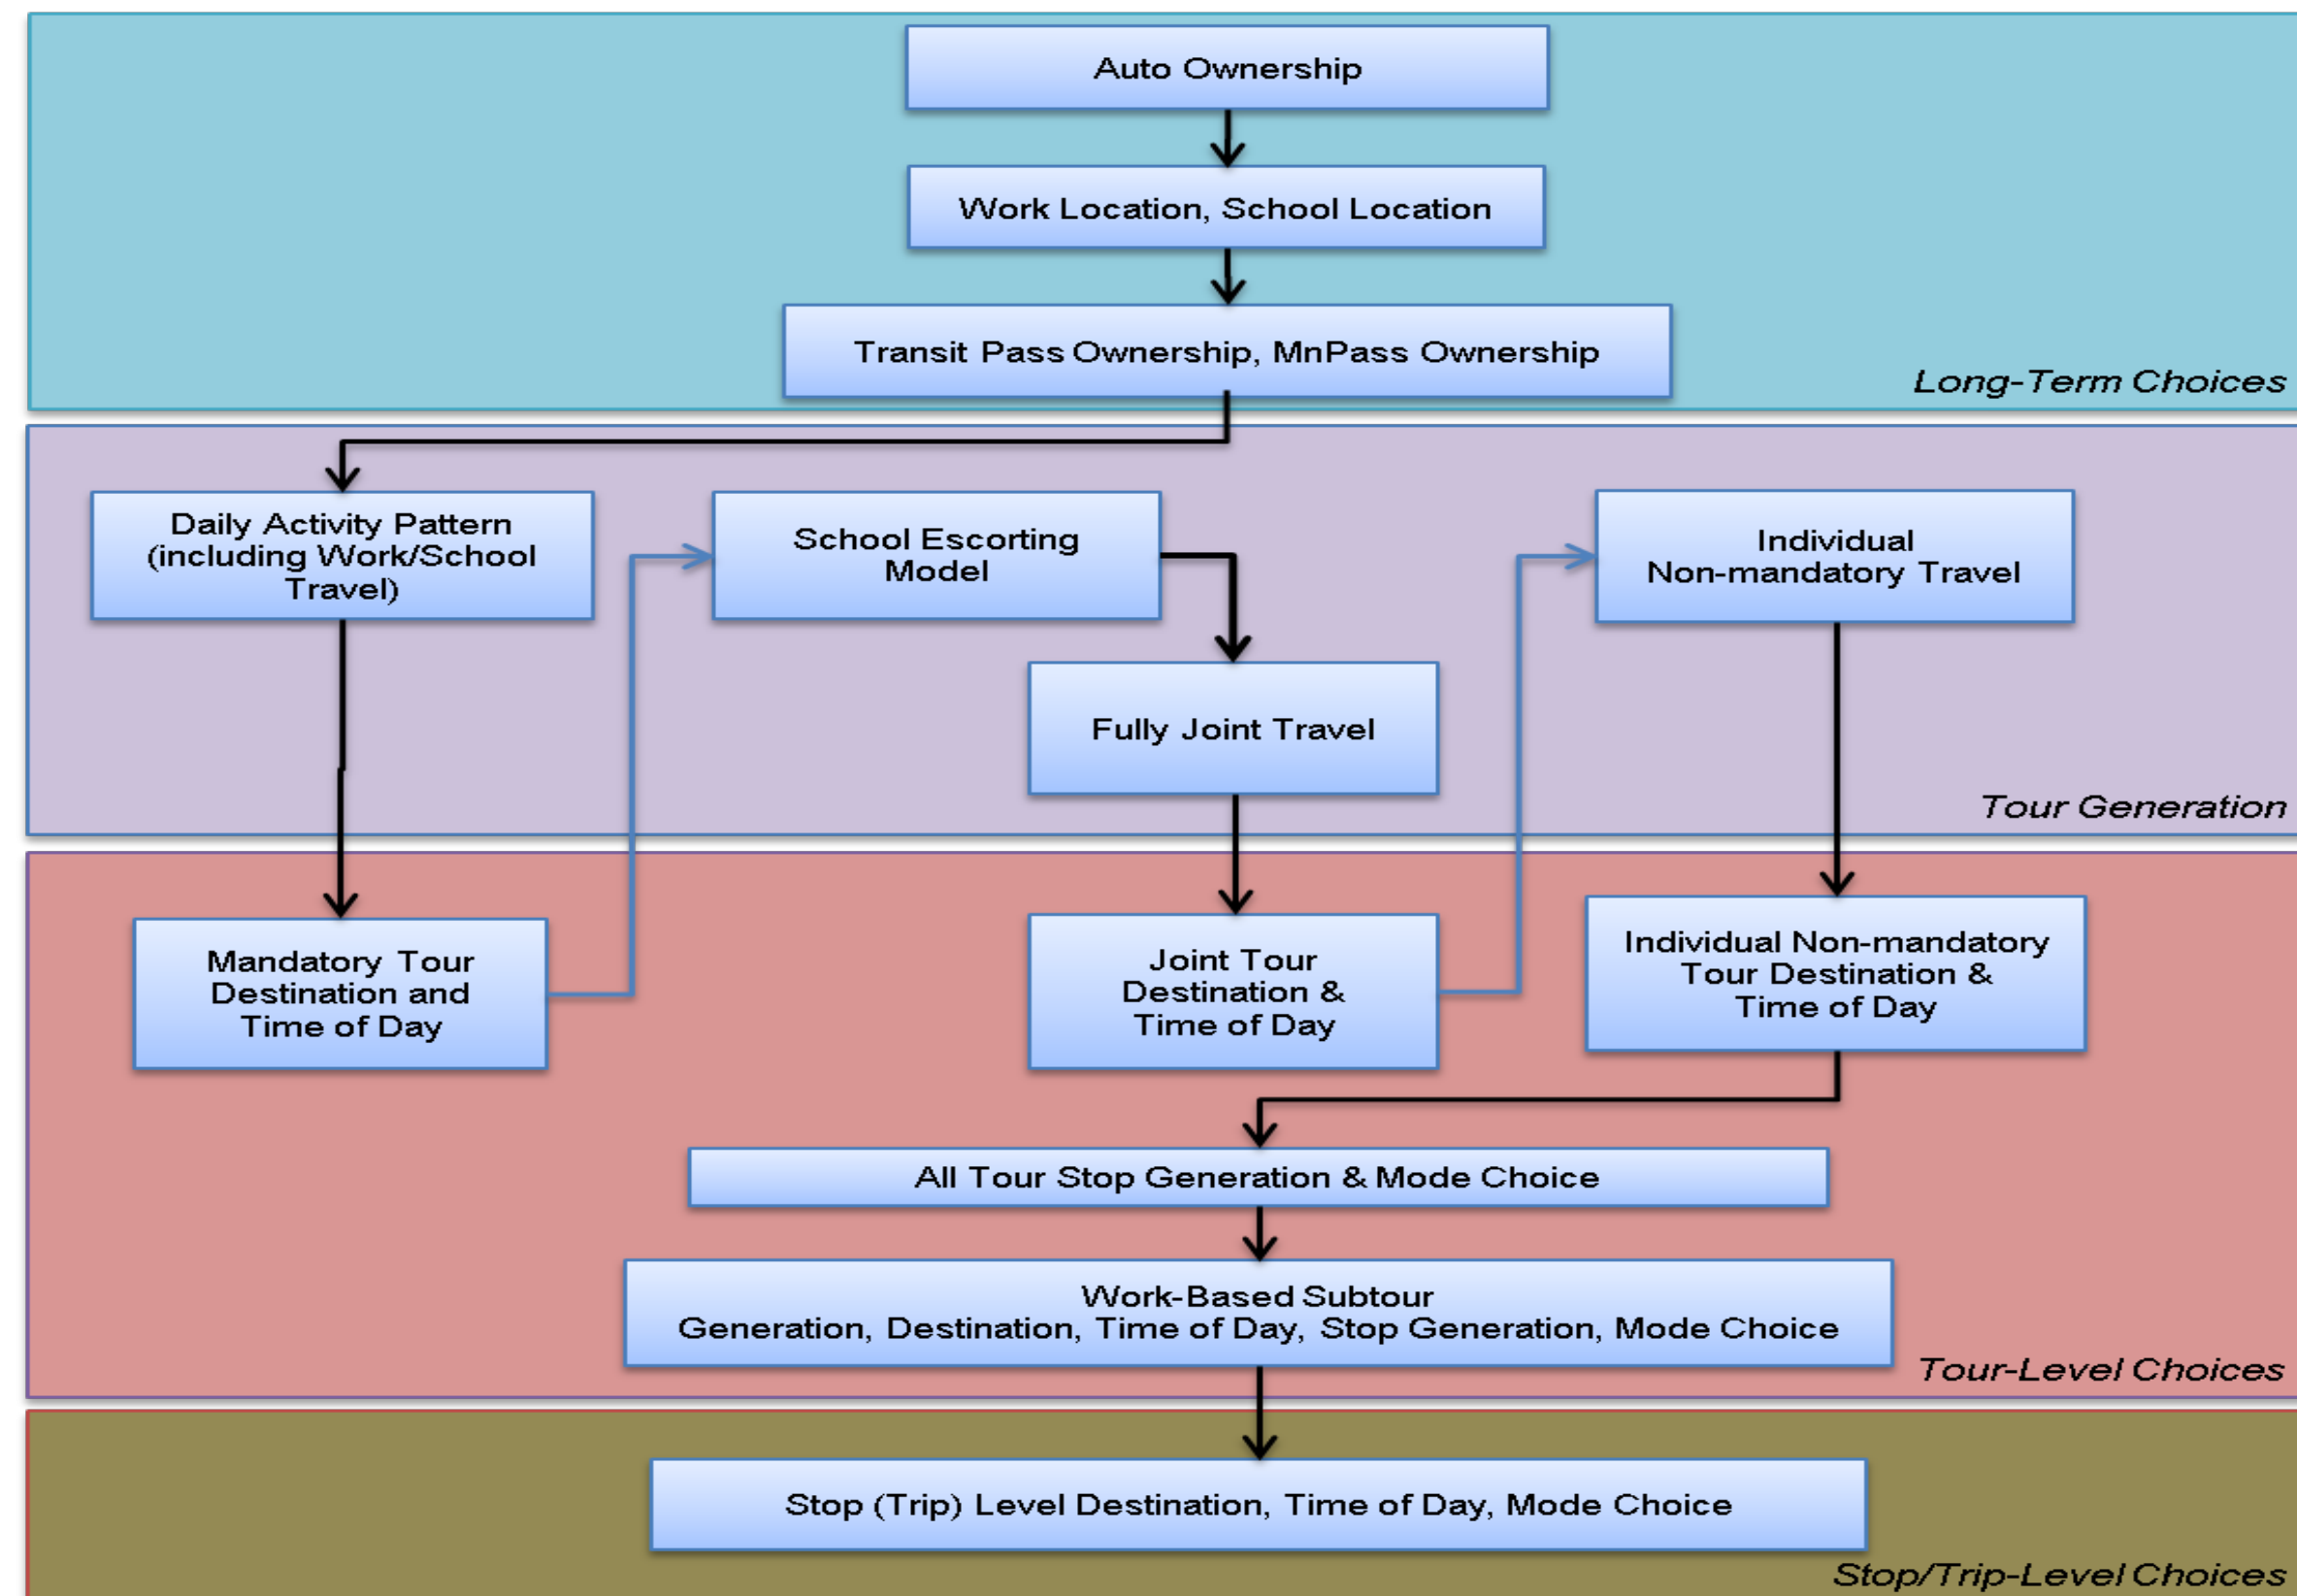 Auto Ownership
Work Location, School Location
Transit Pass Ownership, MnPass Ownership
Long-Term Choices
Daily Activity Pattern
(including Work/School
Travel)
School Escorting
Model
Individual
Non-mandatory Travel
Fully Joint Travel
Tour Generation
Mandatory Tour
Destination and
Time of Day
Joint Tour
Destination &
Time of Day
Individual Non-mandatory
Tour Destination &
Time of Day
All Tour Stop Generation & Mode Choice
Work-Based Subtour
Generation, Destination, Time of Day, Stop Generation, Mode Choice
Tour-Level Choices
Stop (Trip) Level Destination, Time of Day, Mode Choice
Stop/Trip-Level Choices